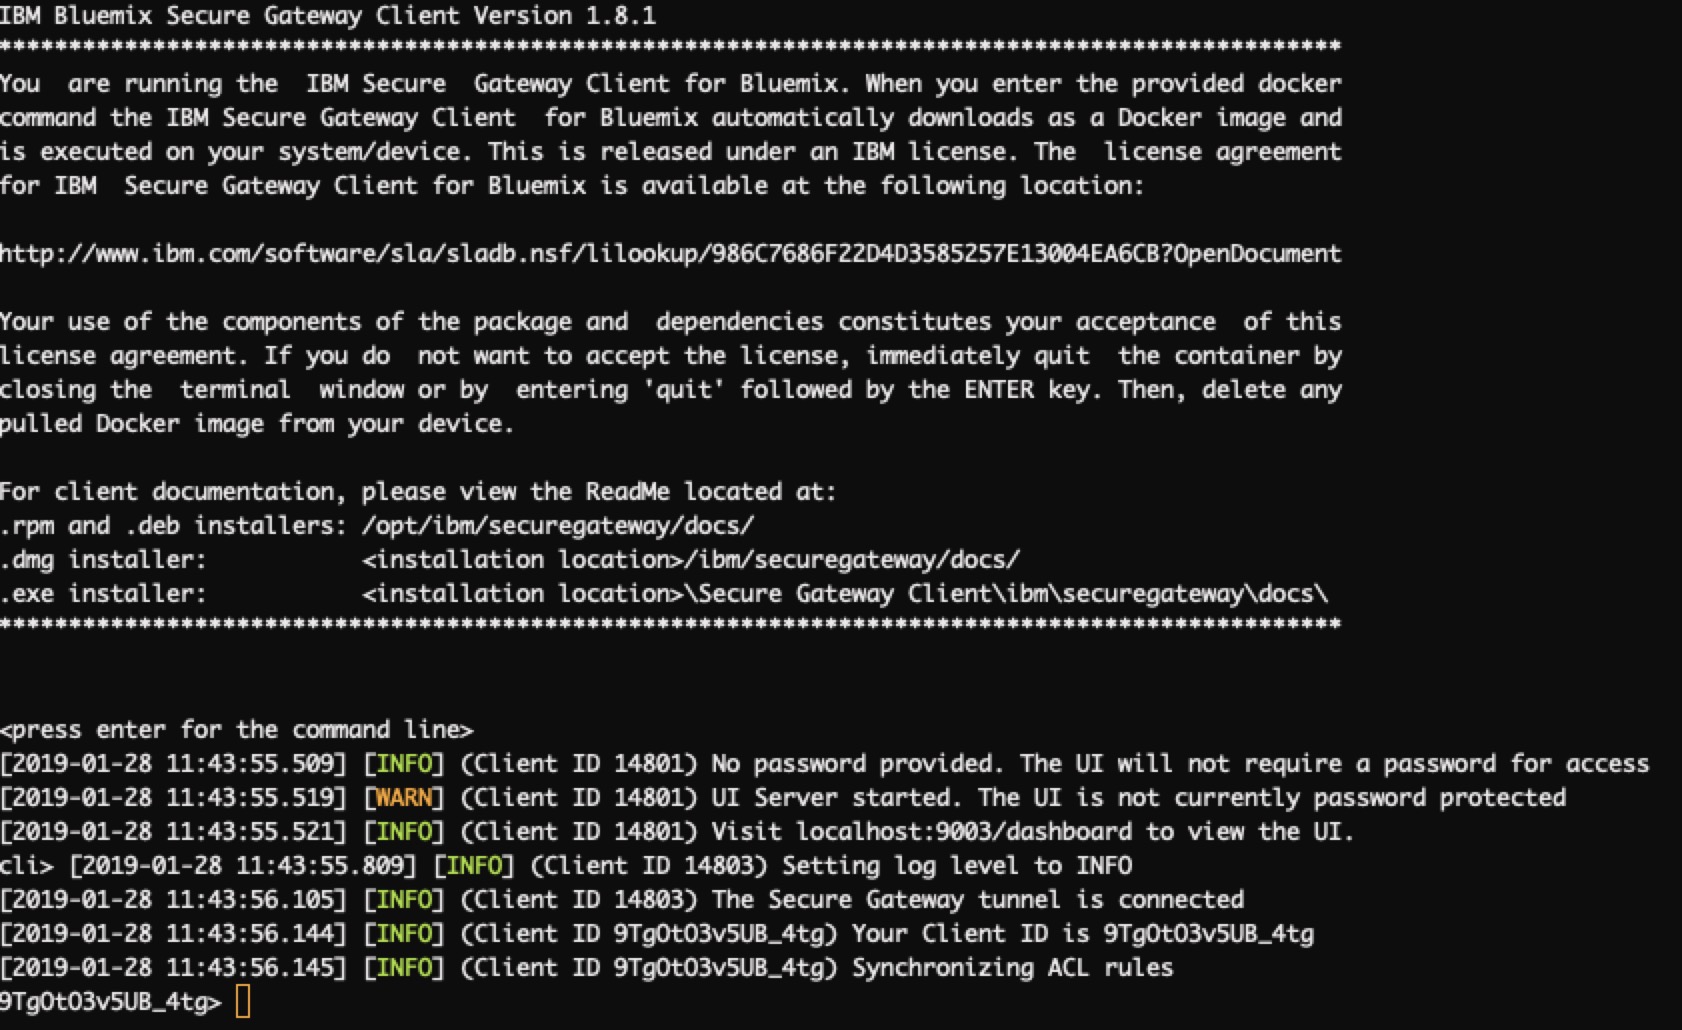 IBM Bluemix Secure Gateway Client Version 1.8.1
************************************************************************************************
You  are running the  IBM Secure  Gateway Client for Bluemix. When you enter the provided docker
command the IBM Secure Gateway Client  for Bluemix automatically downloads as a Docker image and
is executed on your system/device. This is released under an IBM license. The  license agreement
for IBM  Secure Gateway Client for Bluemix is available at the following location:
http://www.ibm.com/software/sla/sladb.nsf/lilookup/986C7686F22D4D3585257E13004EA6CB?OpenDocument
Your use of the components of the package and  dependencies constitutes your acceptance  of this
license agreement. If you do  not want to accept the license, immediately quit  the container by
closing the  terminal  window or by  entering 'quit' followed by the ENTER key. Then, delete any
pulled Docker image from your device.
For client documentation, please view the ReadMe located at:
.rpm and .deb installers: /opt/ibm/securegateway/docs/
.dmg installer:           <installation location>/ibm/securegateway/docs/
.exe installer:           <installation location>\Secure Gateway Client\ibm\securegateway\docs\
************************************************************************************************
<press enter for the command line>
[2019-01-28 11:43:55.509] [INFO] (Client ID 14801) No password provided. The UI will not require a password for access
[2019-01-28 11:43:55.519] [WARN] (Client ID 14801) UI Server started. The UI is not currently password protected
[2019-01-28 11:43:55.521] [INFO] (Client ID 14801) Visit localhost:9003/dashboard to view the UI.
cli> [2019-01-28 11:43:55.809] [INFO] (Client ID 14803) Setting log level to INFO
[2019-01-28 11:43:56.105] [INFO] (Client ID 14803) The Secure Gateway tunnel is connected
[2019-01-28 11:43:56.144] [INFO] (Client ID 9TgOtO3v5UB_4tg) Your Client ID is 9TgOtO3v5UB_4tg
[2019-01-28 11:43:56.145] [INFO] (Client ID 9TgOtO3v5UB_4tg) Synchronizing ACL rules
9TgOtO3v5UB_4tg>